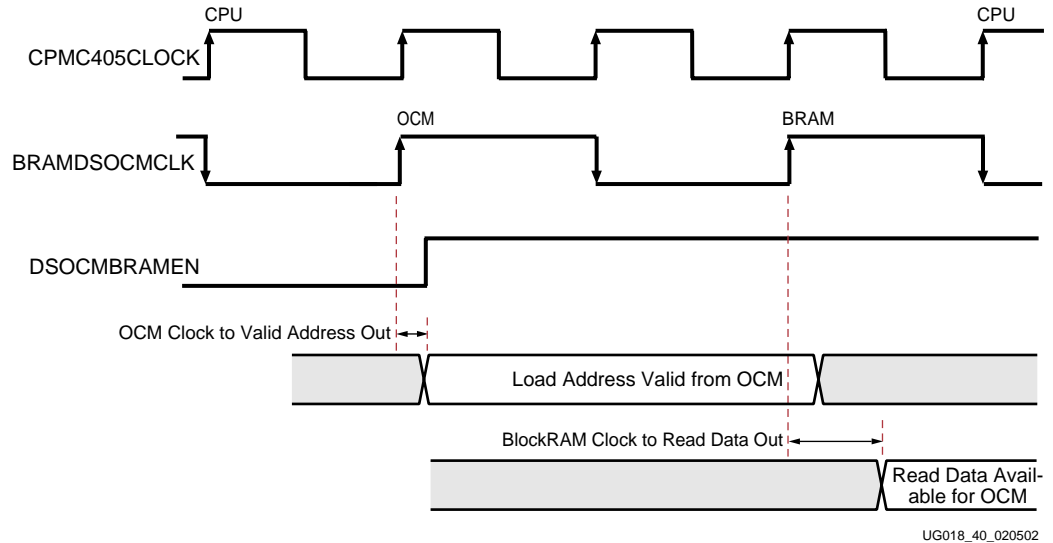 CPU
CPU
CPMC405CLOCK
OCM
BRAM
BRAMDSOCMCLK
DSOCMBRAMEN
OCM Clock to Valid Address Out
Load Address Valid from OCM
BlockRAM Clock to Read Data Out
Read Data Avail-
able for OCM
UG018_40_020502